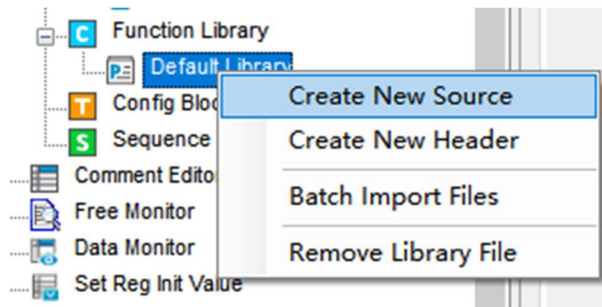 C Function Library
Default Library
T Config Bloc
S Sequence
Comment Edito
Free Monitor
Data Monitor
Set Reg Init Value
Create New Source
Create New Header
Batch Import Files
Remove Library File